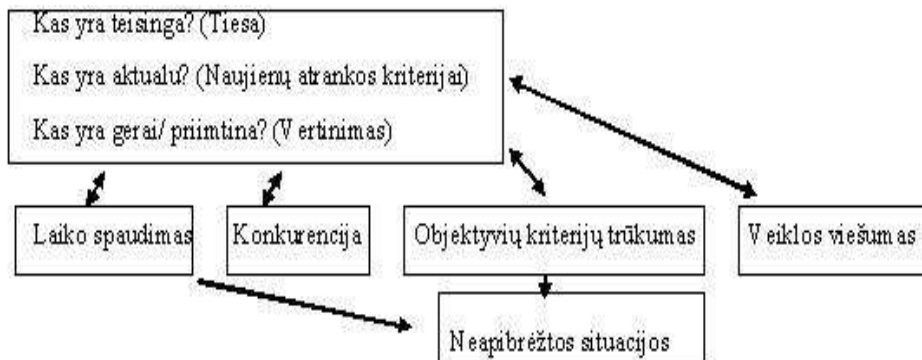 Kas yra teisinga? (Tiesa)
Kas yra aktualu? (Naujienų atrankos kriterijai)
Kas yra gerai/ priimtina? (Vertinimas)
Laiko spaudimas
Konkurencija
Objektyvių kriterijų trūkumas
Veiklos viešumas
Neapibrėžtos situacijos